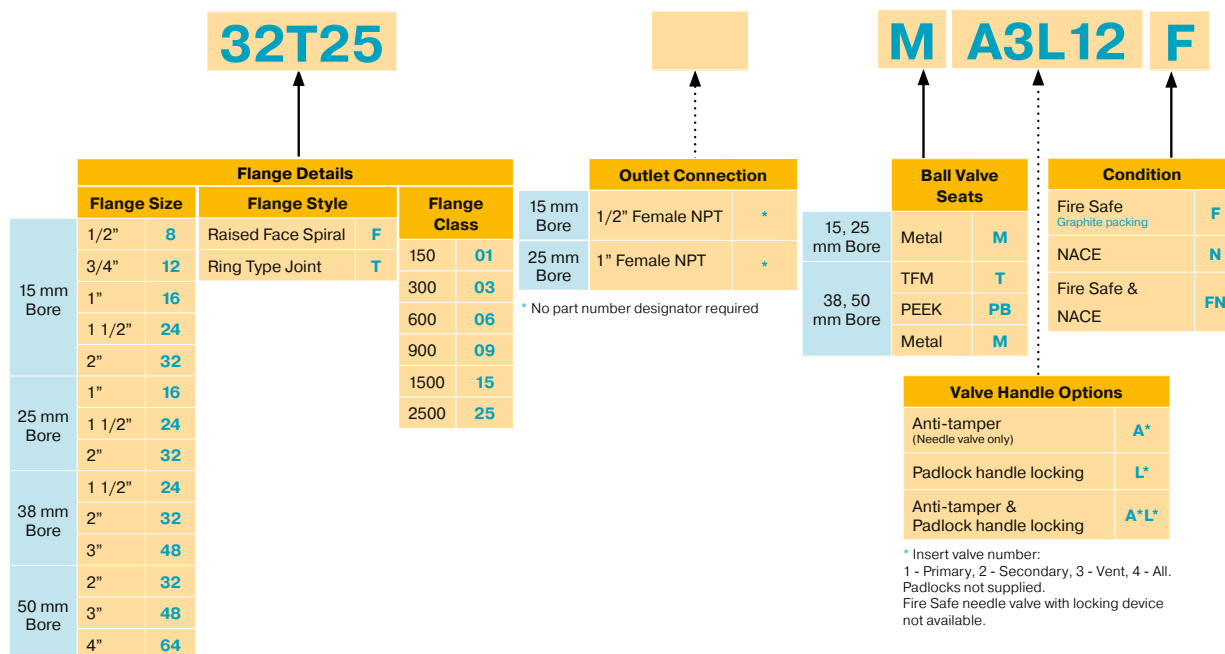 32T25 M A3L12 F
Flange Details
Flange Size Flange Style Flange Class
15 mm Bore
1/2” 8
3/4” 12
1” 16
1 1/2” 24
2” 32
25 mm Bore
1” 16
1 1/2” 24
2” 32
38 mm Bore
1 1/2” 24
2” 32
3” 48
50 mm Bore
2” 32
3” 48
4” 64
Raised Face Spiral F
Ring Type Joint T
150 01
300 03
600 06
900 09
1500 15
2500 25
Outlet Connection
15 mm Bore 1/2” Female NPT *
25 mm Bore 1” Female NPT *
* No part number designator required
Ball Valve Seats
15, 25 mm Bore
Metal M
38, 50 mm Bore
TFM T
PEEK PB
Metal M
Condition
Fire Safe F
Graphite packing
NACE N
Fire Safe & NACE FN
Valve Handle Options
Anti-tamper A*
(Needle valve only)
Padlock handle locking L*
Anti-tamper &
Padlock handle locking A*L*
* Insert valve number:
1 - Primary, 2 - Secondary, 3 - Vent, 4 - All.
Padlocks not supplied.
Fire Safe needle valve with locking device
not available.